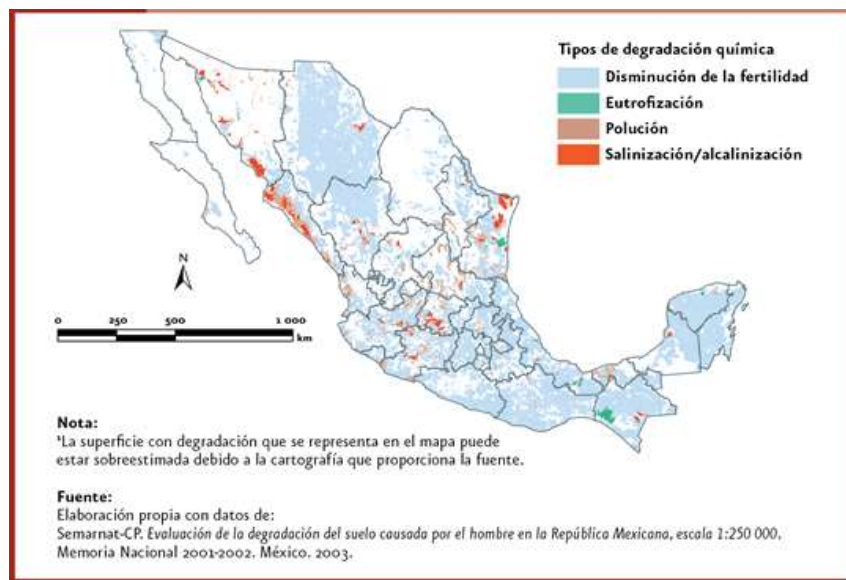 Tipos de degradación química
Disminución de la fertilidad
Eutrofización
Polución
Salinización/alcalinización
N
0 250 500 1 000
km
Nota:
¹La superficie con degradación que se representa en el mapa puede
estar sobreestimada debido a la cartografía que proporciona la fuente.
Fuente:
Elaboración propia con datos de:
Semarnat-CP. Evaluación de la degradación del suelo causada por el hombre en la República Mexicana, escala 1:250 000.
Memoria Nacional 2001-2002. México. 2003.